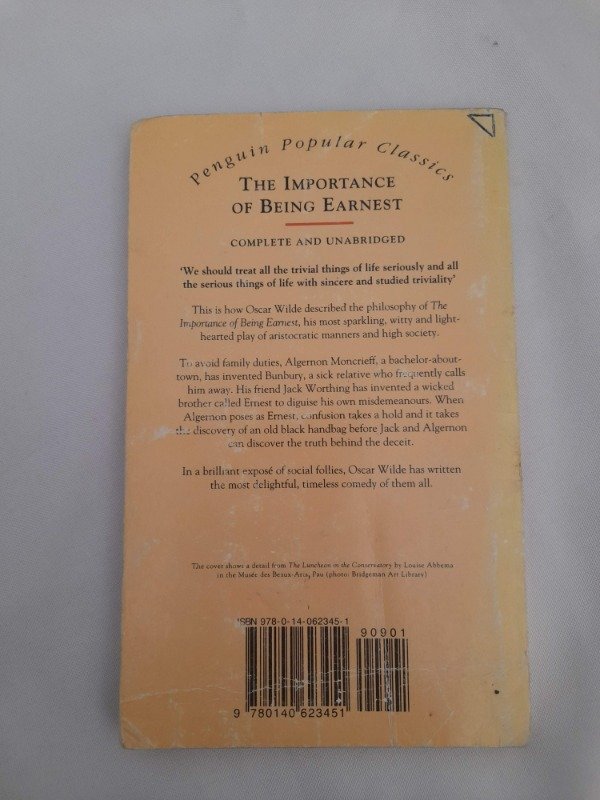 Penguin Popular Classics
THE IMPORTANCE
OF BEING EARNEST
COMPLETE AND UNABRIDGED
'We should treat all the trivial things of life seriously and all
the serious things of life with sincere and studied triviality'
This is how Oscar Wilde described the philosophy of The
Importance of Being Earnest, his most sparkling, witty and light-
hearted play of aristocratic manners and high society.
To avoid family duties, Algernon Moncrieff, a bachelor-about-
town, has invented Bunbury, a sick relative who frequently calls
him away. His friend Jack Worthing has invented a wicked
brother called Ernest to disguise his own misdemeanours. When
Algernon poses as Ernest, confusion takes a hold and it takes
the discovery of an old black handbag before Jack and Algernon
can discover the truth behind the deceit.
In a brilliant exposé of social follies, Oscar Wilde has written
the most delightful, timeless comedy of them all.
The cover shows a detail from The Luncheon in the Conservatory by Louise Abbema
in the Musée des Beaux-Arts, Pau (photo: Bridgeman Art Library)
ISBN 978-0-14-062345-1
90901
9 780140 623451